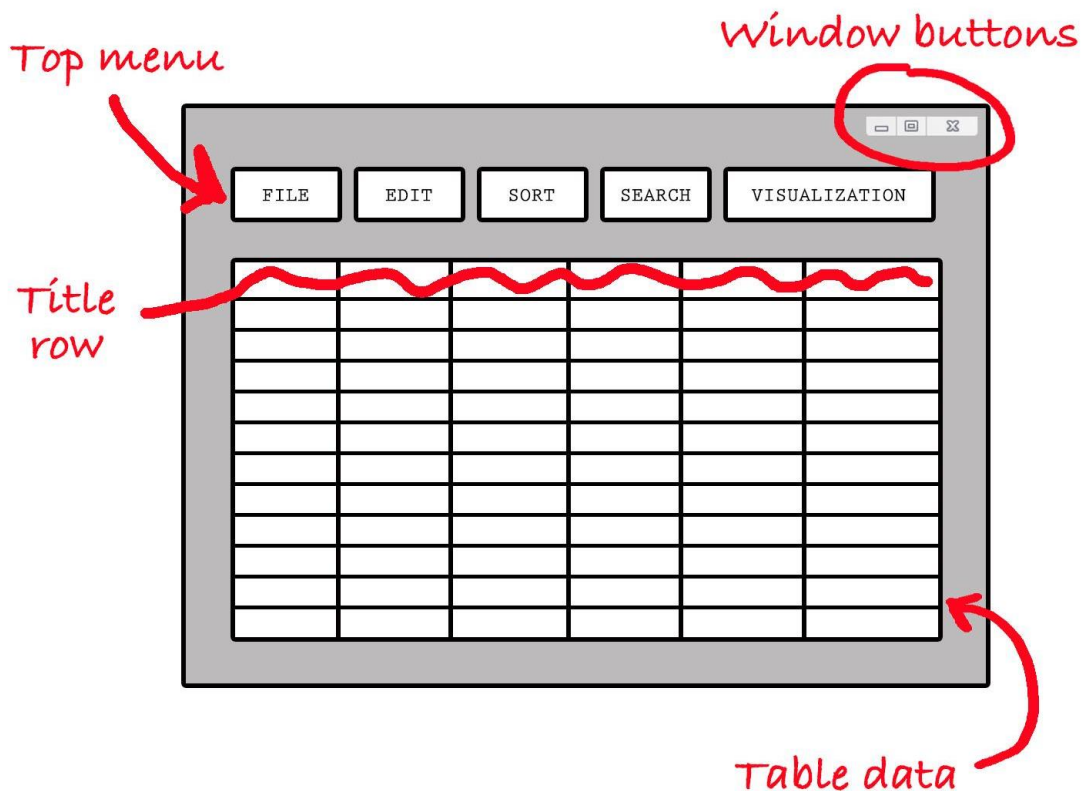 Window buttons
Top menu
FILE EDIT SORT SEARCH VISUALIZATION
Title
row
Table data